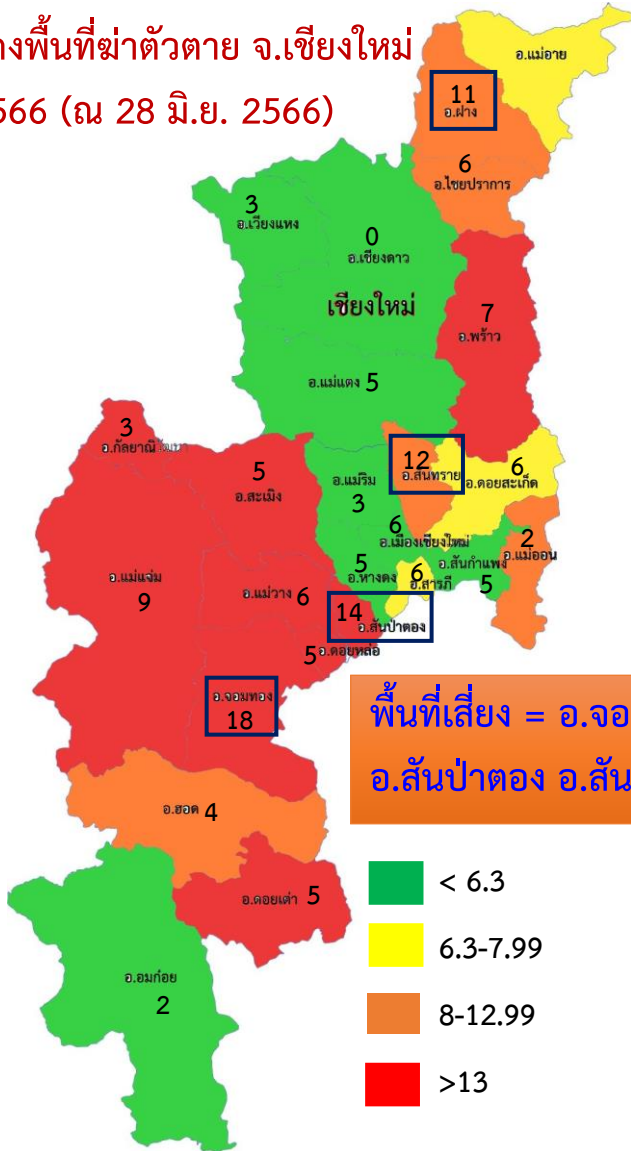 งพื้นที่ฆ่าตัวตาย จ.เชียงใหม่
566 (ณ 28 มิ.ย. 2566)
อ.แม่อาย
11
อ.ฝาง
6
อ.ไชยปราการ
3
อ.เวียงแหง
0
อ.เชียงดาว
เชียงใหม่
7
อ.พร้าว
อ.แม่แตง 5
3
อ.กัลยาณิวัฒนา
5
อ.สะเมิง
อ.แม่ริม
3
12
อ.สันทราย
6
อ.ดอยสะเก็ด
6
อ.เมืองเชียงใหม่
2
อ.แม่ออน
อ.สันกำแพง
5
5
อ.หางดง
6
อ.สารภี
อ.แม่แจ่ม
9
อ.แม่วาง 6
14
อ.สันป่าตอง
5 อ.ดอยหล่อ
อ.จอมทอง
18
พื้นที่เสี่ยง = อ.จอ
อ.สันป่าตอง อ.สัน
อ.ฮอด 4
อ.ดอยเต่า 5
อ.อมก๋อย
2
< 6.3
6.3-7.99
8-12.99
>13